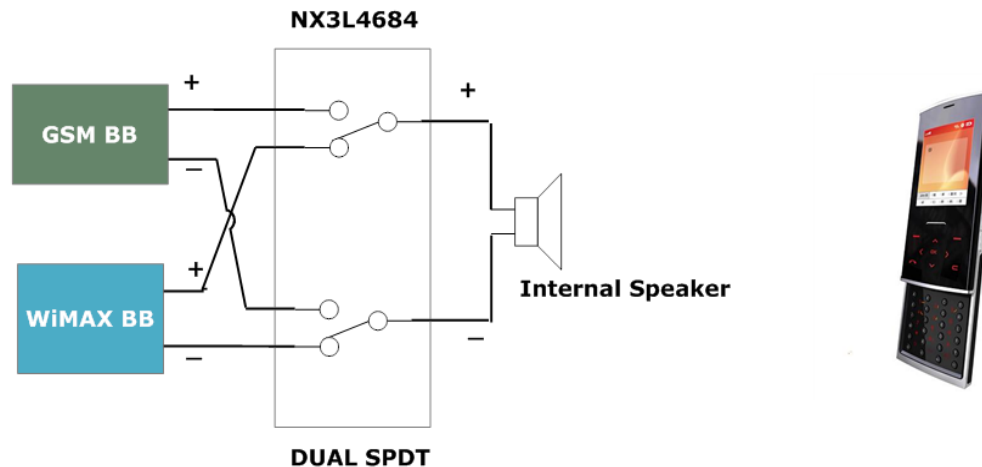 NX3L4684
+
+
GSM BB
–
+
WiMAX BB
–
Internal Speaker
–
DUAL SPDT